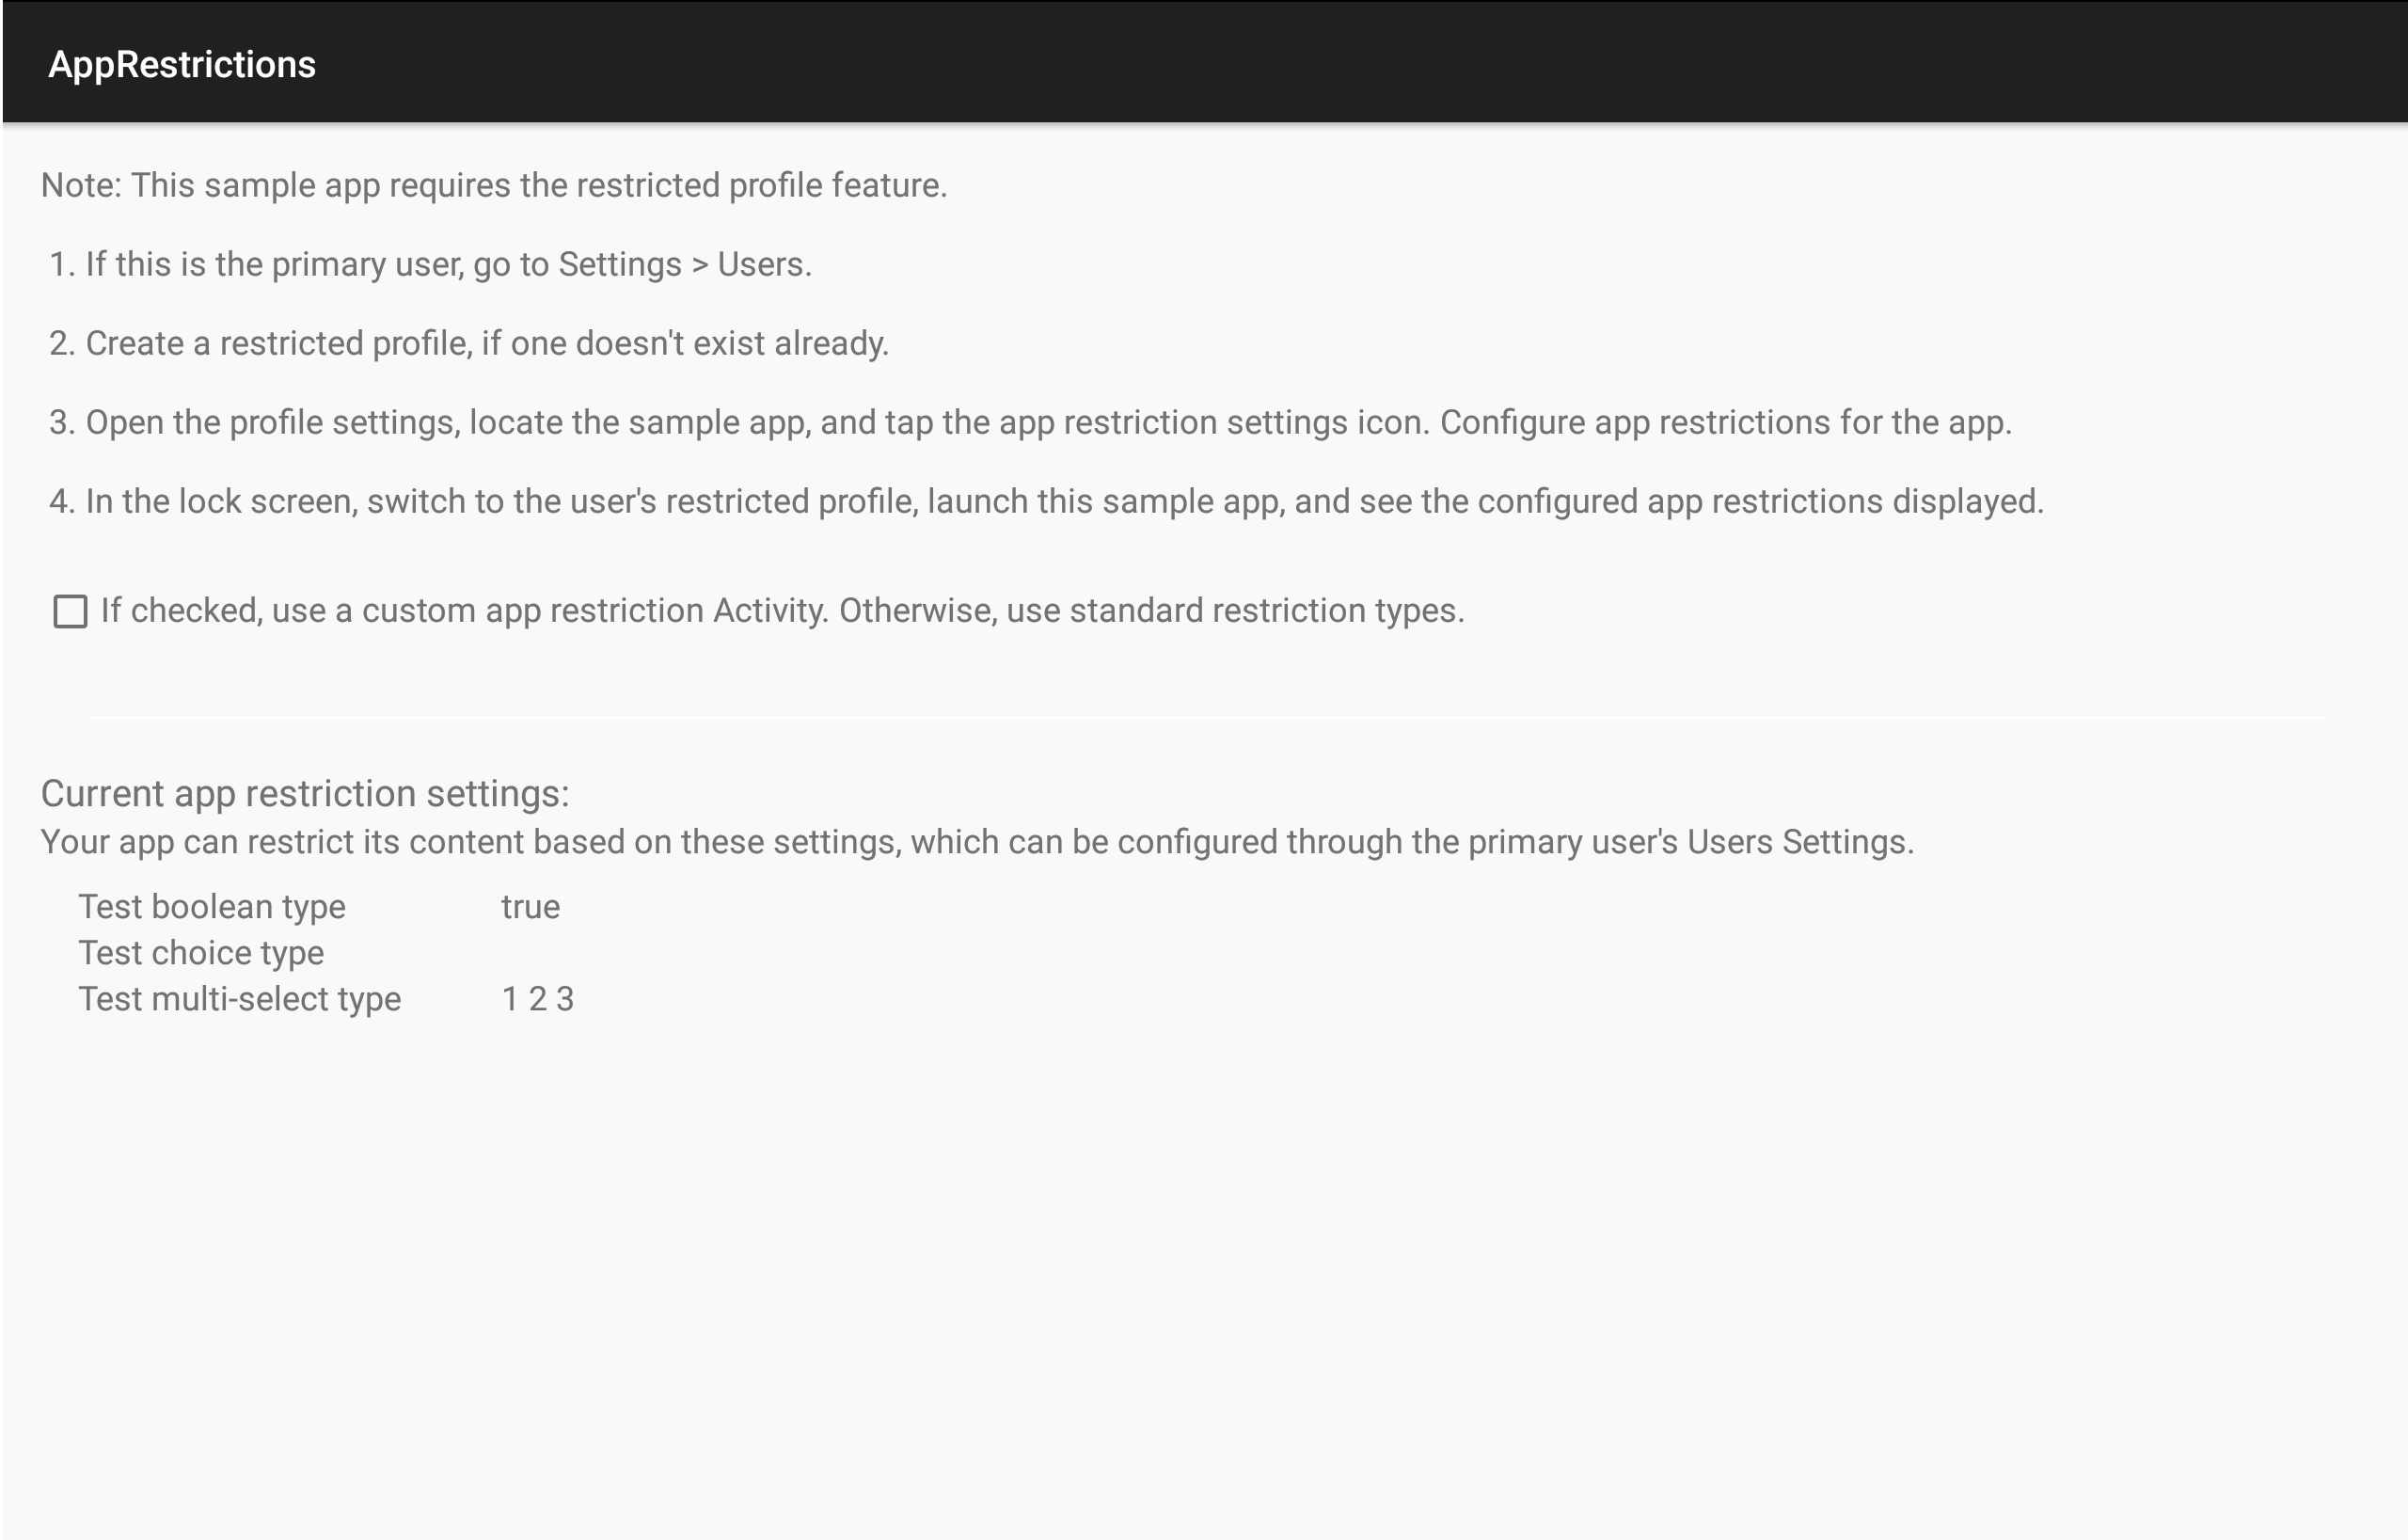 AppRestrictions
Note: This sample app requires the restricted profile feature.
1. If this is the primary user, go to Settings > Users.
2. Create a restricted profile, if one doesn't exist already.
3. Open the profile settings, locate the sample app, and tap the app restriction settings icon. Configure app restrictions for the app.
4. In the lock screen, switch to the user's restricted profile, launch this sample app, and see the configured app restrictions displayed.
If checked, use a custom app restriction Activity. Otherwise, use standard restriction types.
Current app restriction settings:
Your app can restrict its content based on these settings, which can be configured through the primary user's Users Settings.
Test boolean type true
Test choice type
Test multi-select type 1 2 3